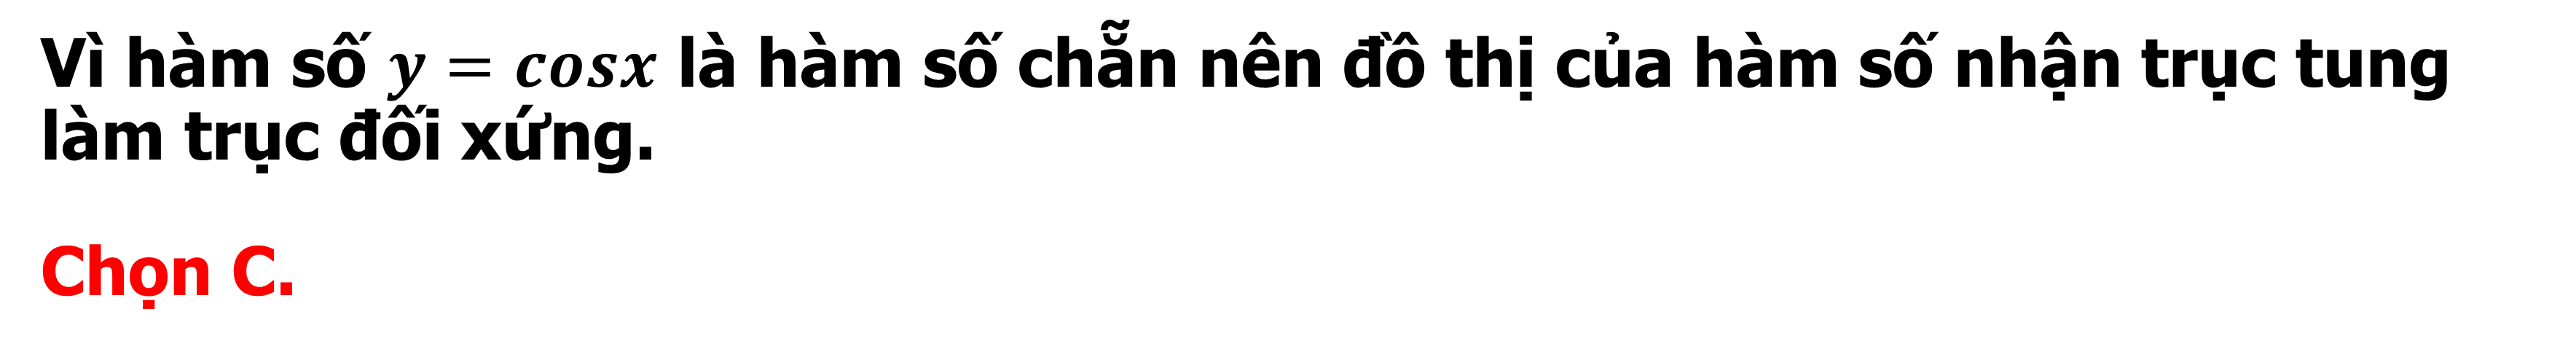 Vì hàm số y = cosx là hàm số chẵn nên đồ thị của hàm số nhận trục tung
làm trục đối xứng.
Chọn C.